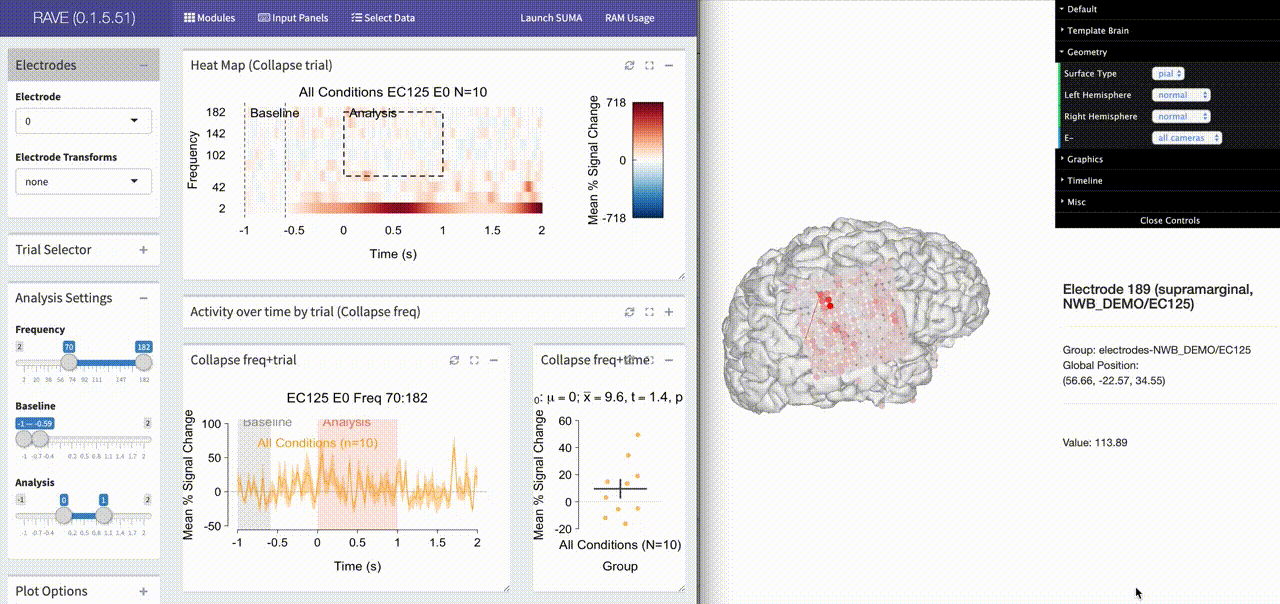 RAVE (0.1.5.51)
Modules
Input Panels
Select Data
Launch SUMA
RAM Usage
Electrodes
Electrode
0
Electrode Transforms
none
Trial Selector
Analysis Settings
Frequency
2 70 182
7 20 38 56 74 92 111 147 182
Baseline
-1 — -0.59 2
-1 -0.7 -0.4 0.2 0.5 0.8 1.1 1.4 1.7 2
Analysis
-1 0 1 2
-1 -0.7 -0.4 0.2 0.5 0.8 1.1 1.4 1.7 2
Plot Options
Heat Map (Collapse trial)
All Conditions EC125 E0 N=10
Baseline
Analysis
Frequency
182
142
102
42
2
-1 -0.5 0 0.5 1 1.5 2
Time (s)
Mean % Signal Change
718
0
-718
Activity over time by trial (Collapse freq)
Collapse freq+trial
EC125 E0 Freq 70:182
Baseline
Analysis
All Conditions (n=10)
Mean % Signal Change
100
50
0
-50
-1 -0.5 0 0.5 1 1.5 2
Time (s)
Collapse freq+time
0: μ = 0; x̅ = 9.6, t = 1.4, p
Mean % Signal Change
60
40
20
0
-20
All Conditions (N=10)
Group
Default
Template Brain
Geometry
Surface Type pial
Left Hemisphere normal
Right Hemisphere normal
E- all cameras
Graphics
Timeline
Misc
Close Controls
Electrode 189 (supramarginal,
NWB_DEMO/EC125)
Group: electrodes-NWB_DEMO/EC125
Global Position:
(56.66, -22.57, 34.55)
Value: 113.89